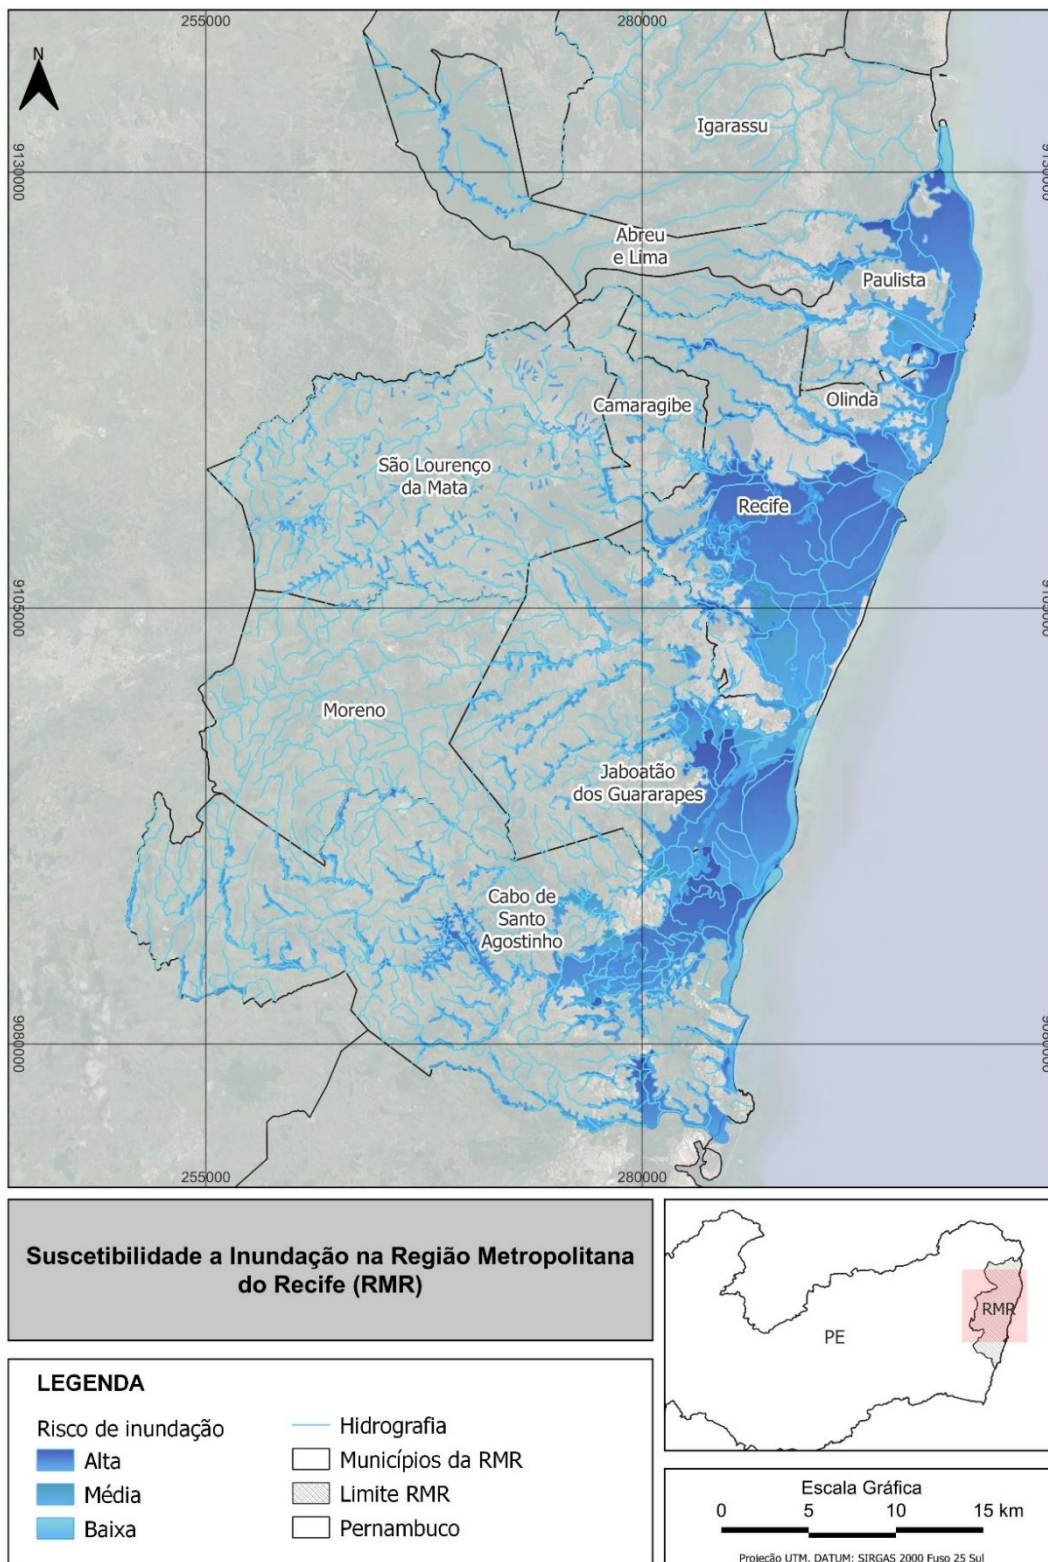 255000
280000
N
Igarassu
9130000
9130000
Abreu
e Lima
Paulista
Olinda
Camaragibe
São Lourenço
da Mata
Recife
9105000
9105000
Moreno
Jaboatão
dos Guararapes
Cabo de
Santo
Agostinho
9080000
9080000
255000
280000
Suscetibilidade a Inundação na Região Metropolitana
do Recife (RMR)
RMR
PE
LEGENDA
Risco de inundação
Alta
Média
Baixa
Hidrografia
Municípios da RMR
Limite RMR
Pernambuco
Escala Gráfica
0 5 10 15 km
Projeção UTM, DATUM: SIRGAS 2000 Fuso 25 Sul